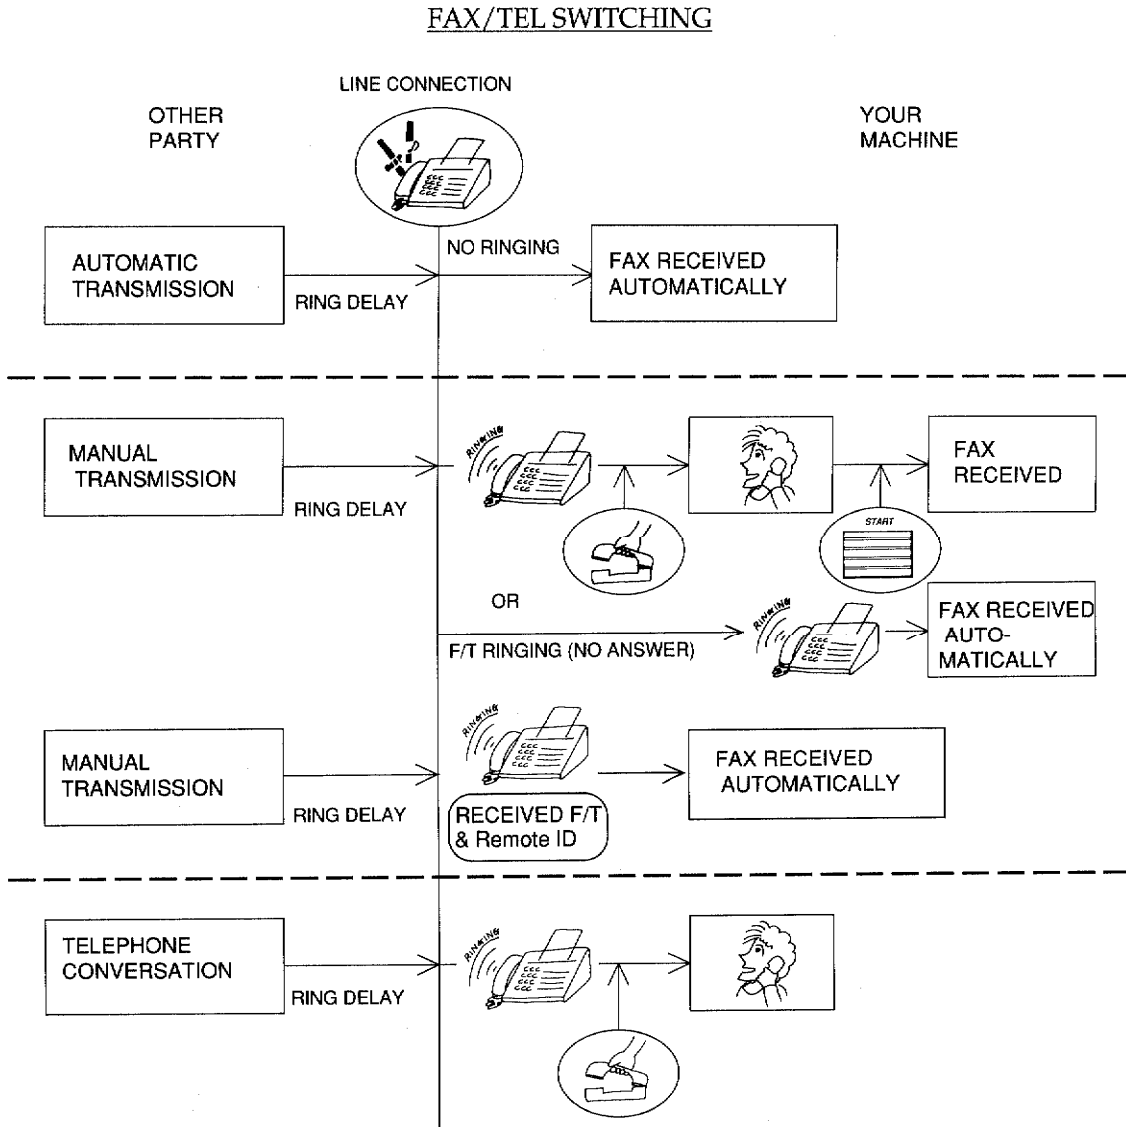 FAX/TEL SWITCHING
LINE CONNECTION
OTHER
PARTY
YOUR
MACHINE
AUTOMATIC
TRANSMISSION
RING DELAY
NO RINGING
FAX RECEIVED
AUTOMATICALLY
MANUAL
TRANSMISSION
RING DELAY
RINGING
FAX
RECEIVED
START
OR
F/T RINGING (NO ANSWER)
RINGING
FAX RECEIVED
AUTO-
MATICALLY
MANUAL
TRANSMISSION
RING DELAY
RINGING
RECEIVED F/T
& Remote ID
FAX RECEIVED
AUTOMATICALLY
TELEPHONE
CONVERSATION
RING DELAY
RINGING